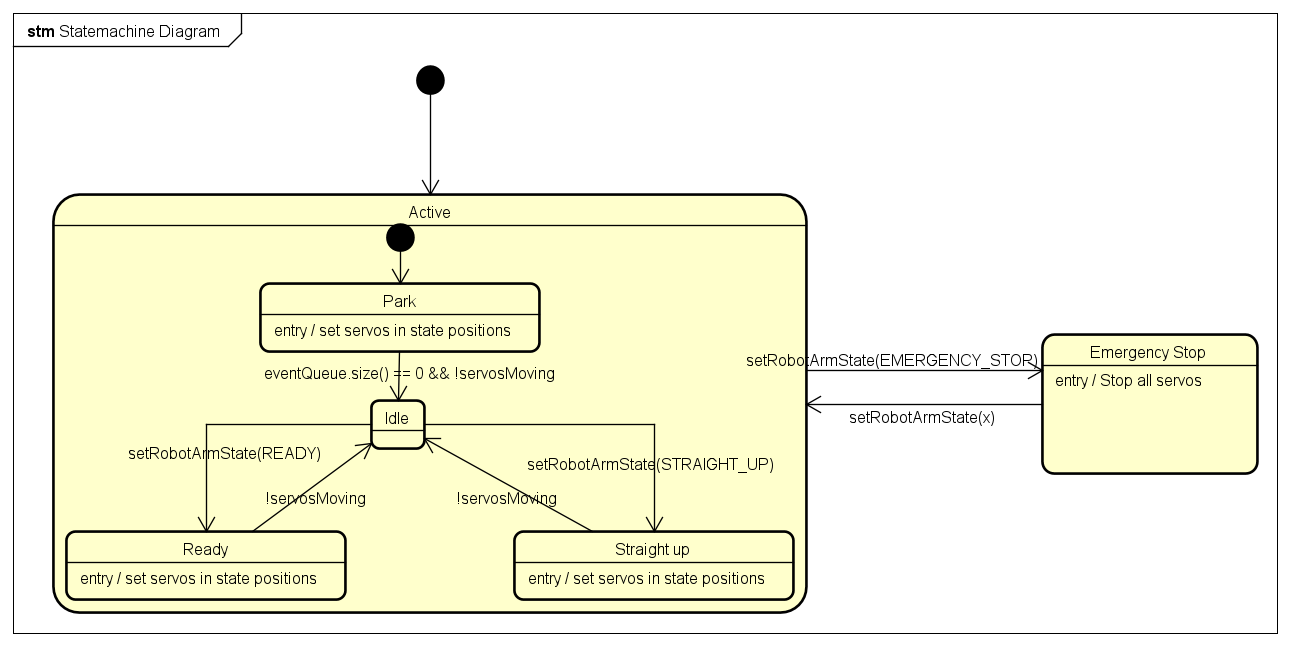 stm Statemachine Diagram
Active
Park
entry / set servos in state positions
eventQueue.size() == 0 && !servosMoving
Idle
setRobotArmState(READY)
setRobotArmState(STRAIGHT_UP)
!servosMoving
!servosMoving
Ready
entry / set servos in state positions
Straight up
entry / set servos in state positions
setRobotArmState(EMERGENCY_STOP)
setRobotArmState(x)
Emergency Stop
entry / Stop all servos